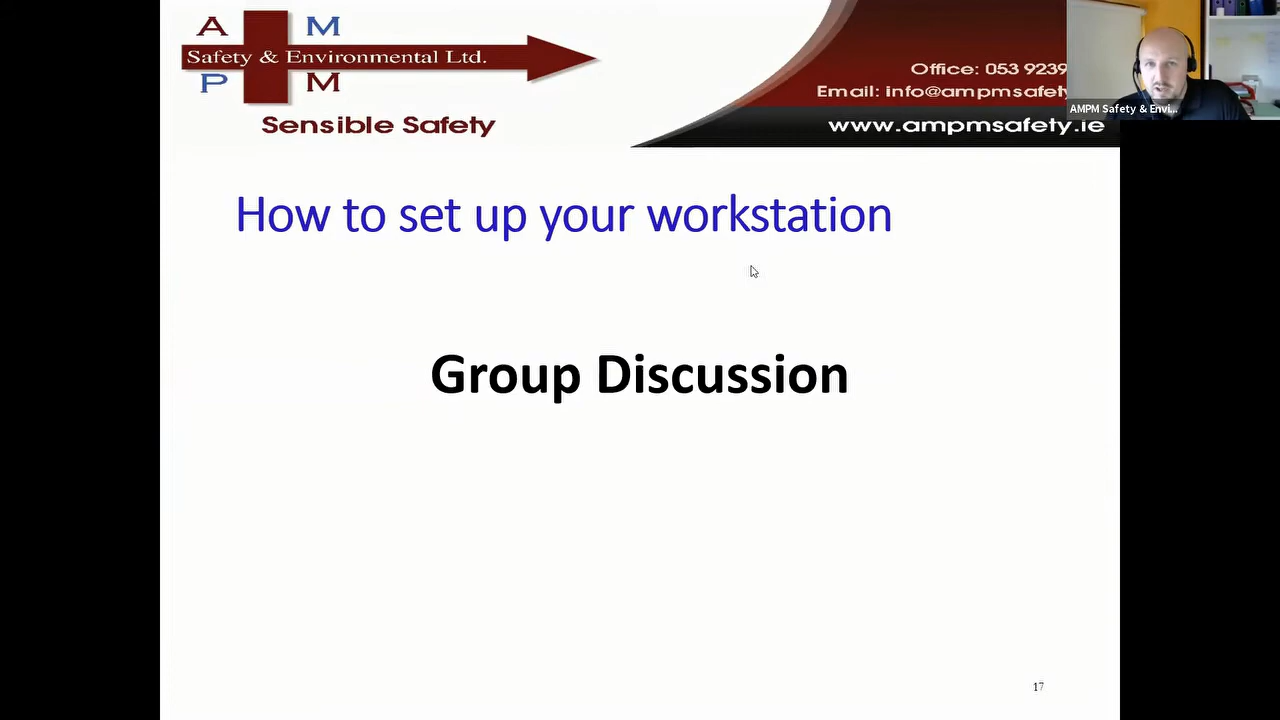 A M
Safety & Environmental Ltd.
P M
Sensible Safety
Office: 053 9239
Email: info@ampmsafety
www.ampmsafety.ie
AMPM Safety & Envi...
How to set up your workstation
Group Discussion
17